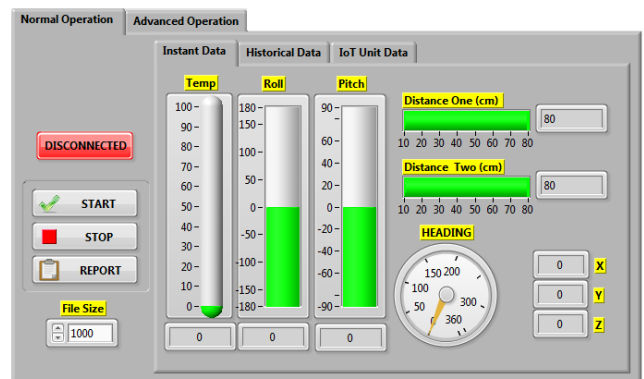 Normal Operation
Advanced Operation
Instant Data
Historical Data
IoT Unit Data
DISCONNECTED
START
STOP
REPORT
File Size
1000
Temp
100
90
80
70
60
50
40
30
20
10
0
0
Roll
180
150
100
50
0
-50
-100
-150
-180
0
Pitch
90
60
40
20
0
-20
-40
-60
-90
0
Distance One (cm)
80
10 20 30 40 50 60 70 80
Distance Two (cm)
80
10 20 30 40 50 60 70 80
HEADING
150 200
100
50
300
360
0 X
0 Y
0 Z